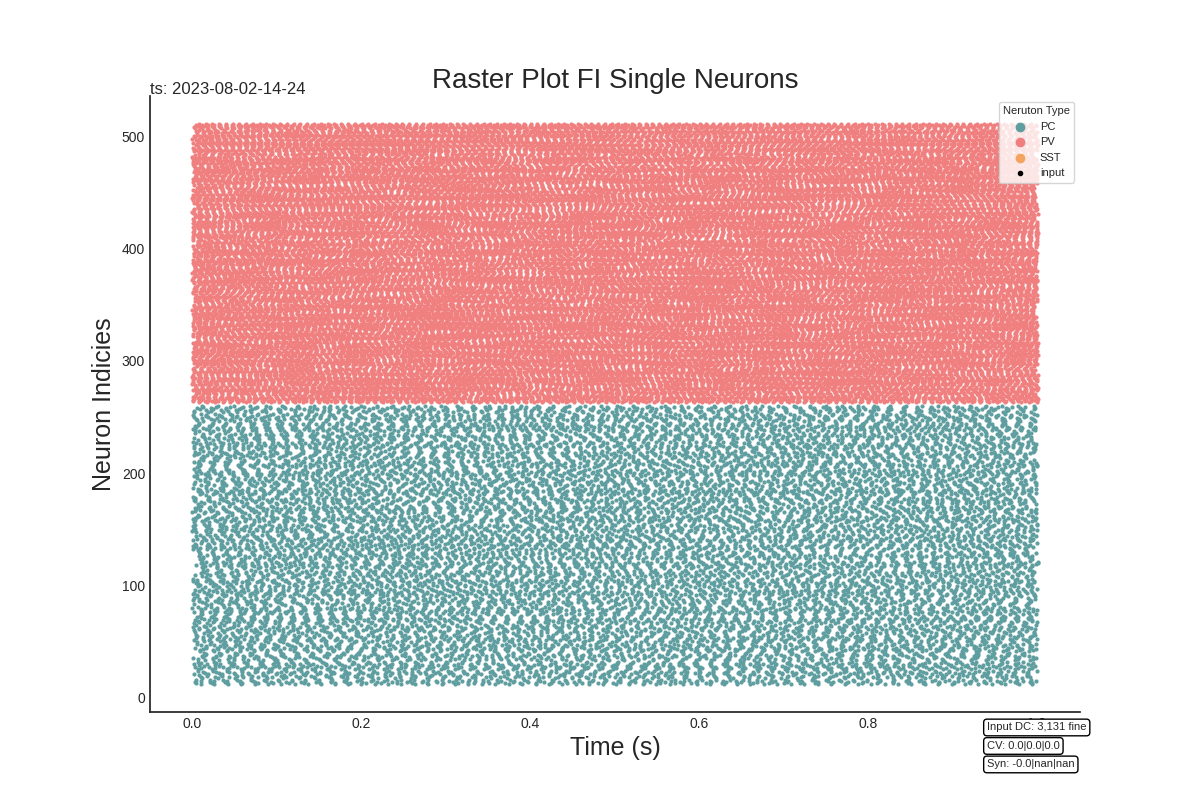 Raster Plot FI Single Neurons
ts: 2023-08-02-14-24
Neruton Type
PC
PV
SST
input
500
400
300
200
100
0
Neuron Indicies
0.0 0.2 0.4 0.6 0.8
Time (s)
Input DC: 3,131 fine
CV: 0.0|0.0|0.0
Syn: -0.0|nan|nan